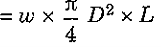 = w × π/4 D² × L